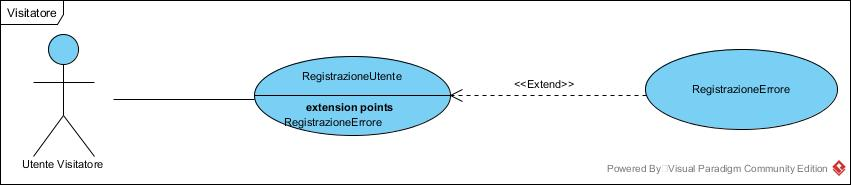 Visitatore
RegistrazioneUtente
extension points
RegistrazioneErrore
<<Extend>>
RegistrazioneErrore
Utente Visitatore
Powered By Visual Paradigm Community Edition